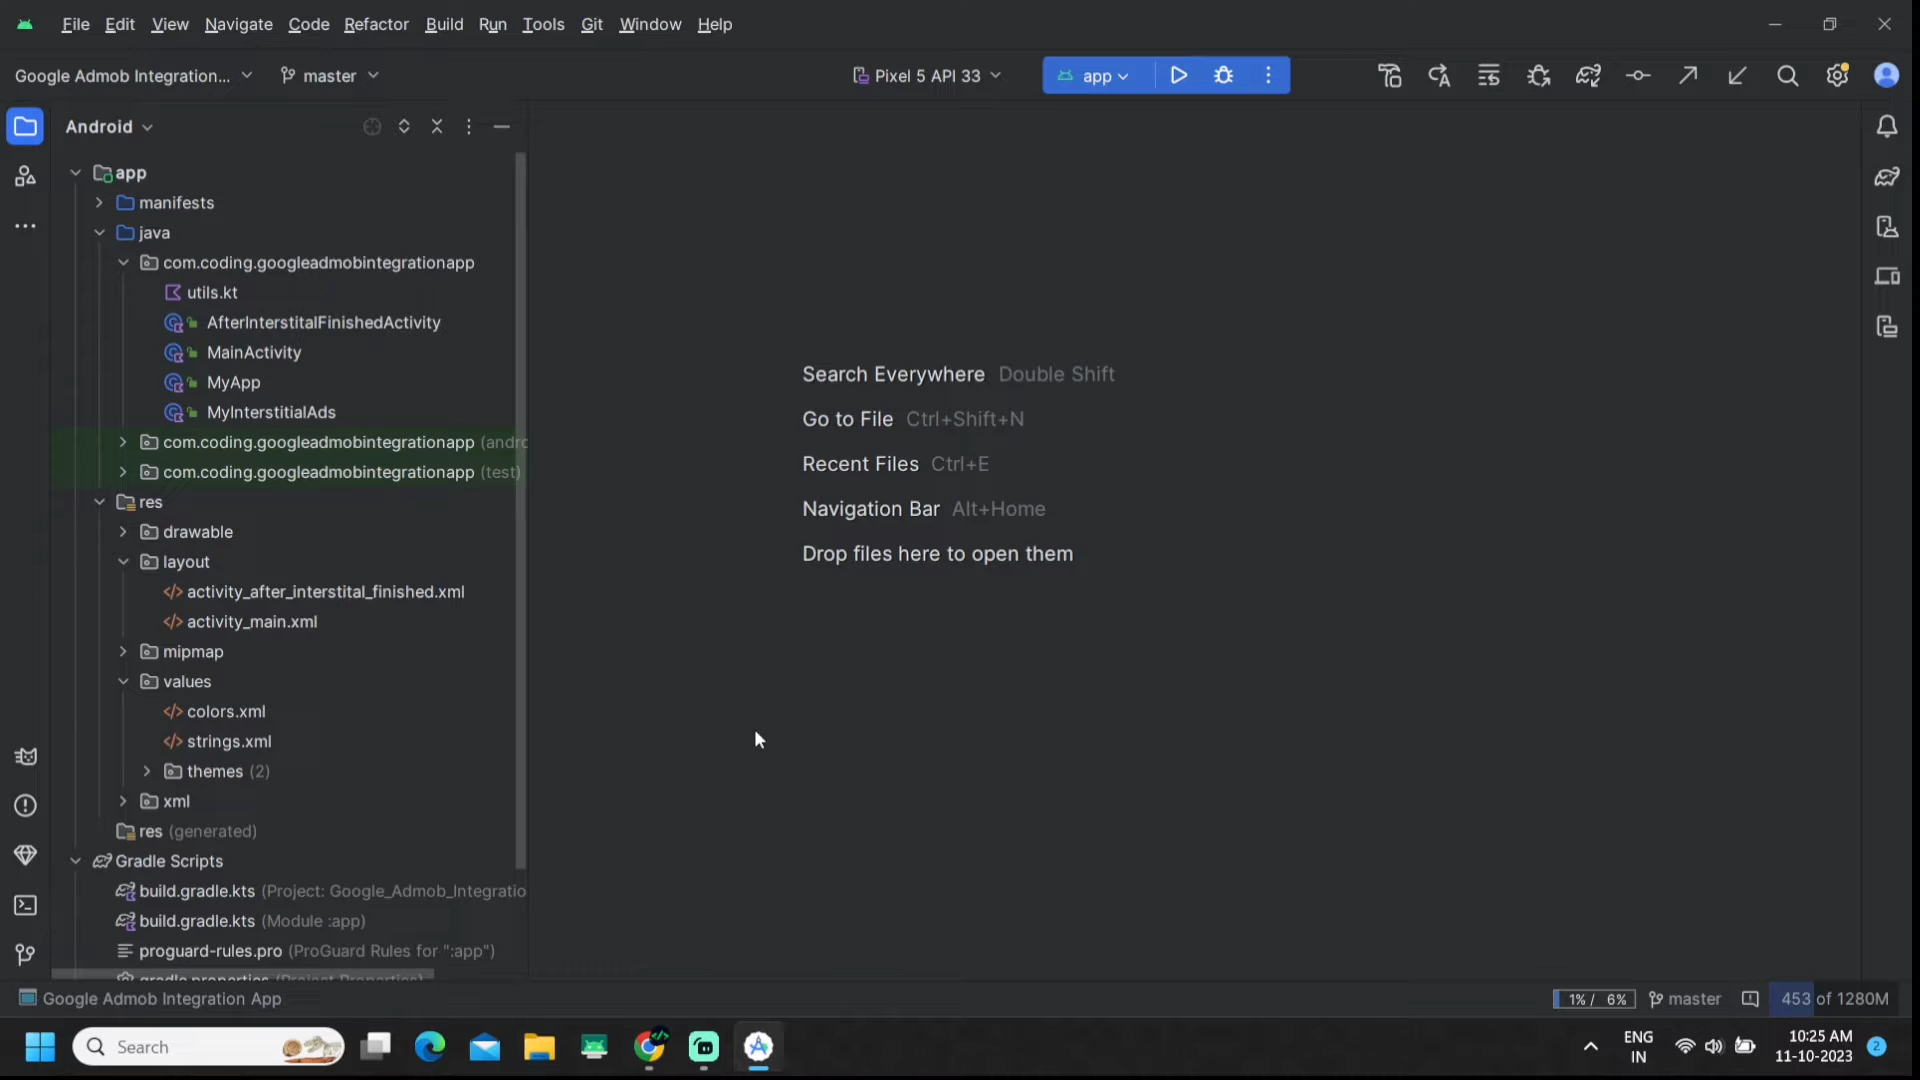 File Edit View Navigate Code Refactor Build Run Tools Git Window Help
Google Admob Integration... master Pixel 5 API 33 app
Android
app
manifests
java
com.coding.googleadmobintegrationapp
utils.kt
AfterInterstitalFinishedActivity
MainActivity
MyApp
MyInterstitialAds
com.coding.googleadmobintegrationapp (andro
com.coding.googleadmobintegrationapp (test)
res
drawable
layout
activity_after_interstital_finished.xml
activity_main.xml
mipmap
values
colors.xml
strings.xml
themes (2)
xml
res (generated)
Gradle Scripts
build.gradle.kts (Project: Google_Admob_Integratio
build.gradle.kts (Module :app)
proguard-rules.pro (ProGuard Rules for ":app")
gradle.properties (Project Properties)
Search Everywhere Double Shift
Go to File Ctrl+Shift+N
Recent Files Ctrl+E
Navigation Bar Alt+Home
Drop files here to open them
Google Admob Integration App 1% / 6% master 453 of 1280M
Search
ENG
IN
10:25 AM
11-10-2023
2